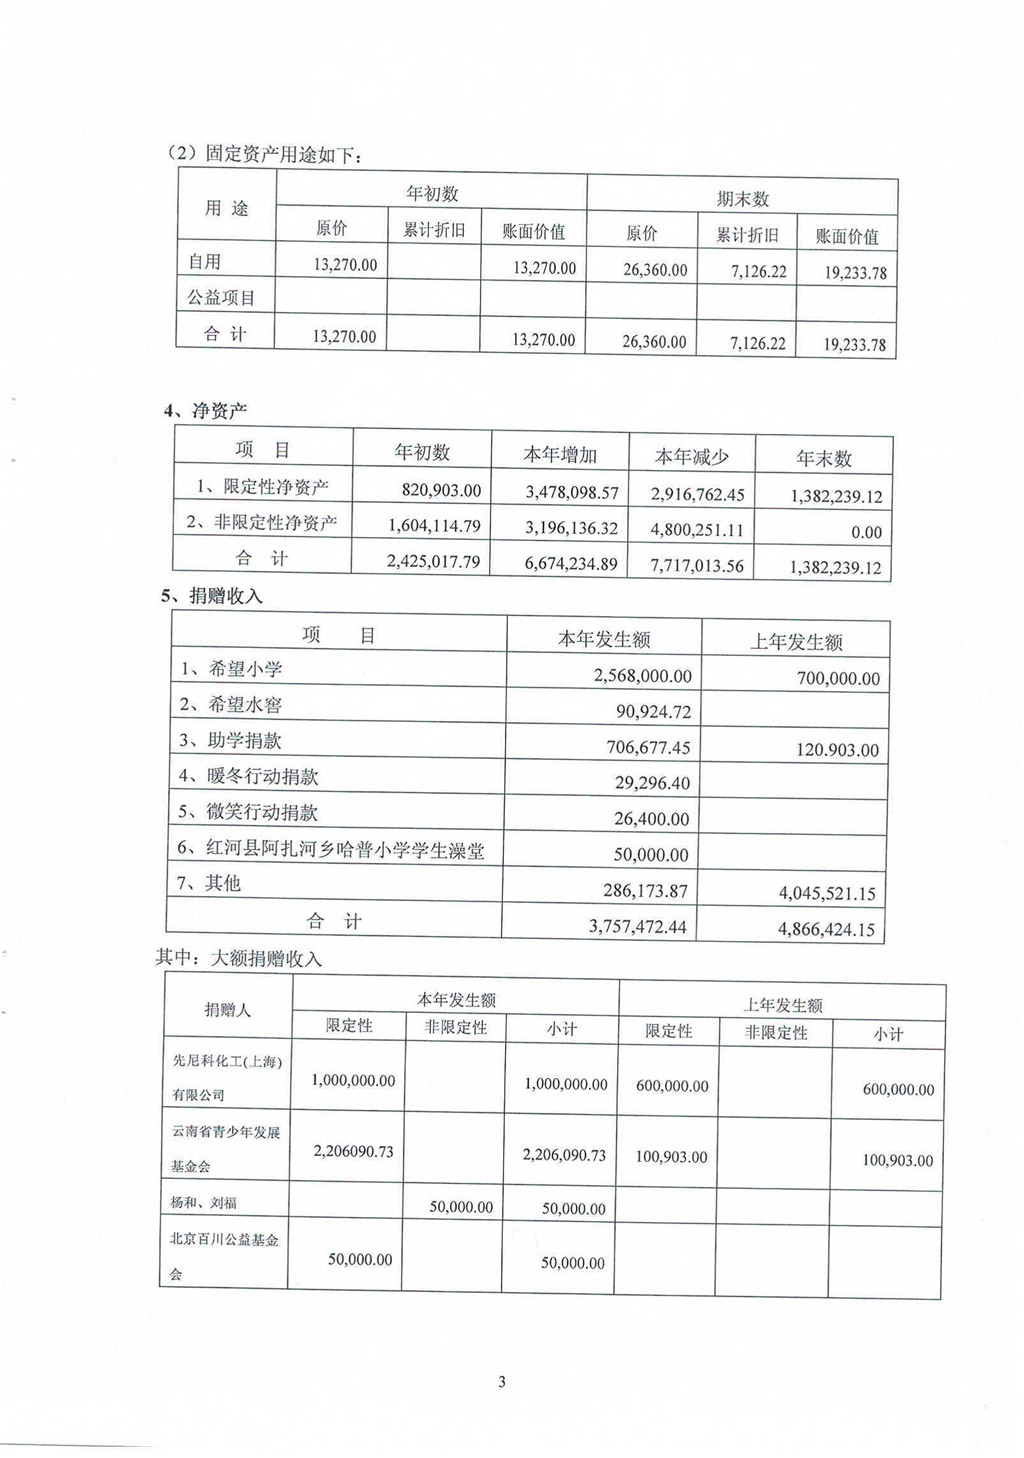 （2）固定资产用途如下：
用 途 年初数 期末数
原价 累计折旧 账面价值 原价 累计折旧 账面价值
自用 13,270.00 13,270.00 26,360.00 7,126.22 19,233.78
公益项目
合 计 13,270.00 13,270.00 26,360.00 7,126.22 19,233.78
4、净资产
项 目 年初数 本年增加 本年减少 年末数
1、限定性净资产 820,903.00 3,478,098.57 2,916,762.45 1,382,239.12
2、非限定性净资产 1,604,114.79 3,196,136.32 4,800,251.11 0.00
合 计 2,425,017.79 6,674,234.89 7,717,013.56 1,382,239.12
5、捐赠收入
项 目 本年发生额 上年发生额
1、希望小学 2,568,000.00 700,000.00
2、希望水窖 90,924.72
3、助学捐款 706,677.45 120.903.00
4、暖冬行动捐款 29,296.40
5、微笑行动捐款 26,400.00
6、红河县阿扎河乡哈普小学学生澡堂 50,000.00
7、其他 286,173.87 4,045,521.15
合 计 3,757,472.44 4,866,424.15
其中：大额捐赠收入
捐赠人 本年发生额 上年发生额
限定性 非限定性 小计 限定性 非限定性 小计
先尼科化工(上海)
有限公司 1,000,000.00 1,000,000.00 600,000.00 600,000.00
云南省青少年发展
基金会 2,206090.73 2,206,090.73 100,903.00 100,903.00
杨和、刘福 50,000.00 50,000.00
北京百川公益基金
会 50,000.00 50,000.00
3